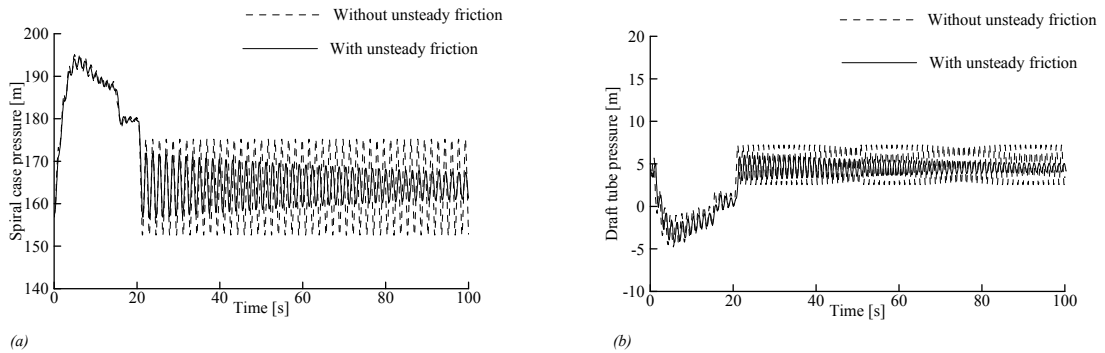 Without unsteady friction
With unsteady friction
200
190
180
170
160
150
140
Spiral case pressure [m]
0
20
40
60
80
100
Time [s]
(a)
Without unsteady friction
With unsteady friction
20
15
10
5
0
-5
-10
Draft tube pressure [m]
0
20
40
60
80
100
Time [s]
(b)